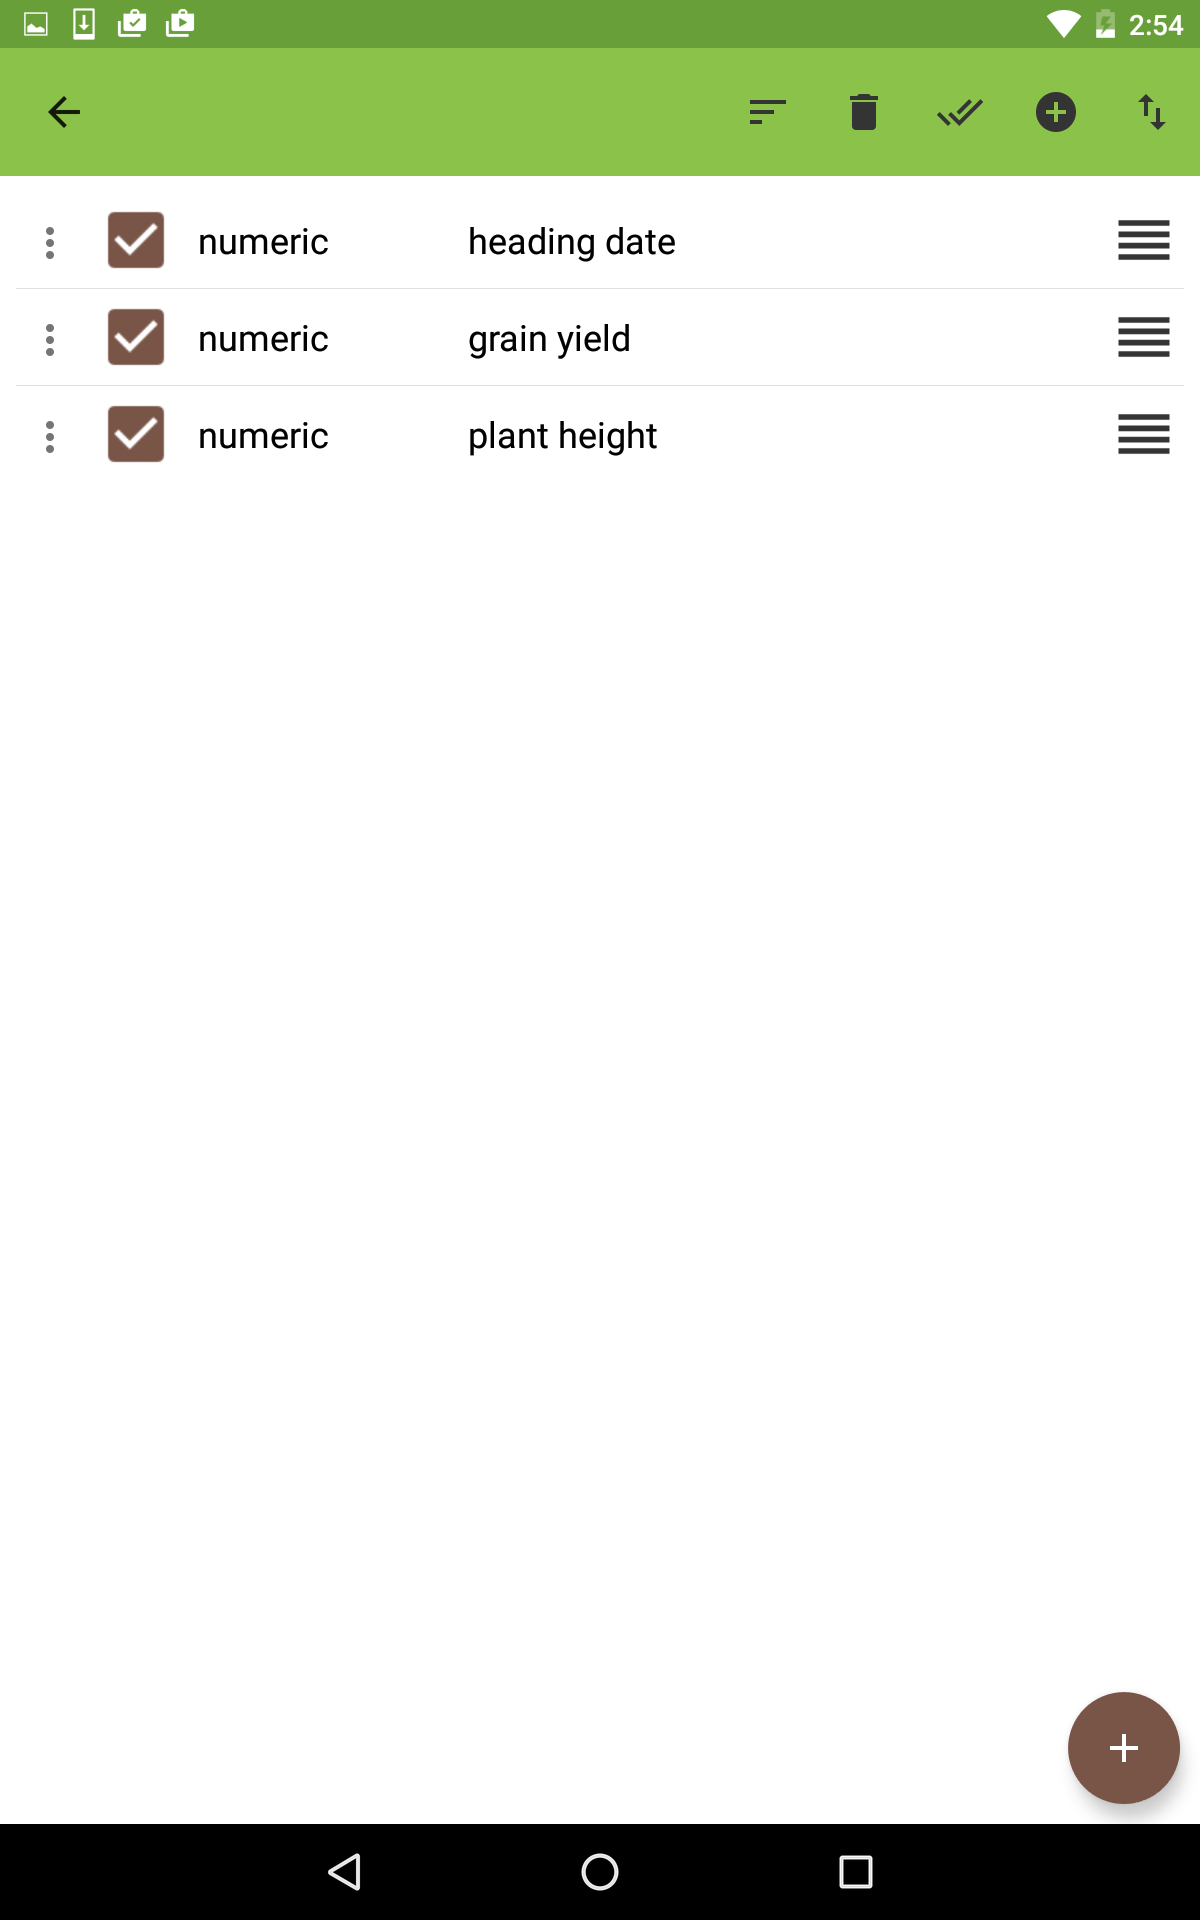 2:54
numeric heading date
numeric grain yield
numeric plant height